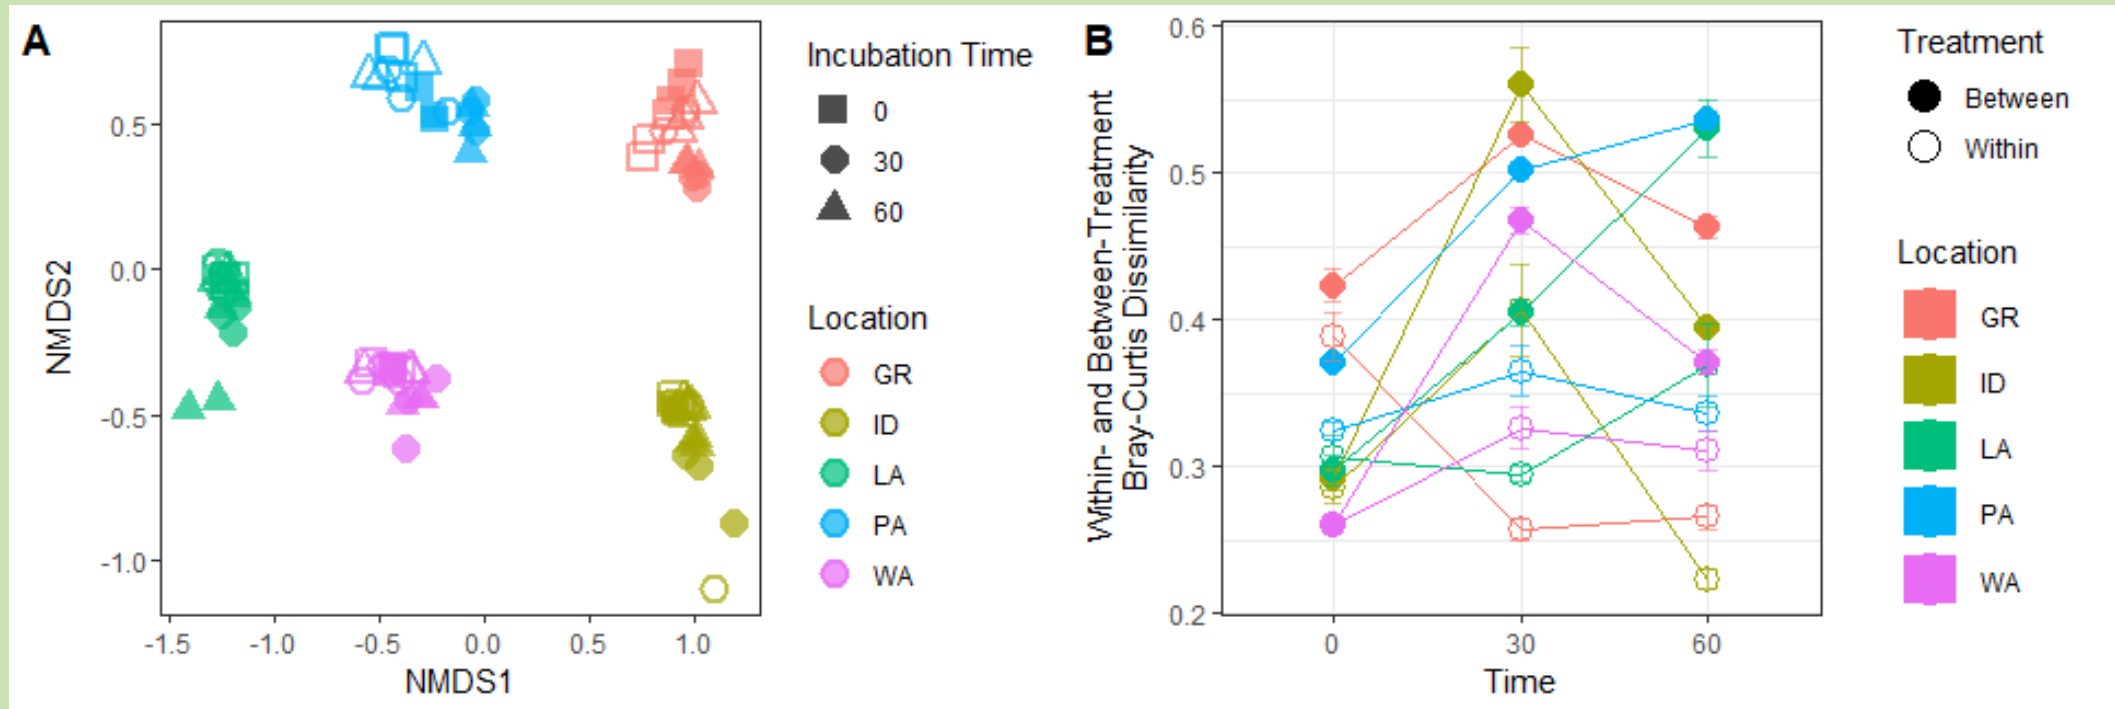 A
NMDS2
0.5
0.0
-0.5
-1.0
-1.5
-1.0
-0.5
0.0
0.5
1.0
NMDS1
Incubation Time
0
30
60
Location
GR
ID
LA
PA
WA
B
Within- and Between-Treatment
Bray-Curtis Dissimilarity
0.6
0.5
0.4
0.3
0.2
0
30
60
Time
Treatment
Between
Within
Location
GR
ID
LA
PA
WA